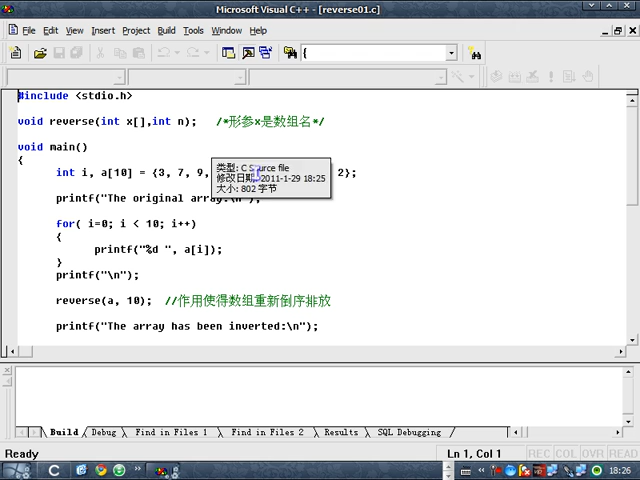 Microsoft Visual C++ - [reverse01.c]
File Edit View Insert Project Build Tools Window Help
{
#include <stdio.h>
void reverse(int x[],int n); /*形参x是数组名*/
void main()
{
int i, a[10] = {3, 7, 9, 2};
类型: C Source file
修改日期: 2011-1-29 18:25
大小: 802 字节
printf("The original array:\n");
for( i=0; i < 10; i++)
{
printf("%d ", a[i]);
}
printf("\n");
reverse(a, 10); //作用使得数组重新倒序排放
printf("The array has been inverted:\n");
Build Debug Find in Files 1 Find in Files 2 Results SQL Debugging
Ready Ln 1, Col 1 REC COL OVR READ
18:26